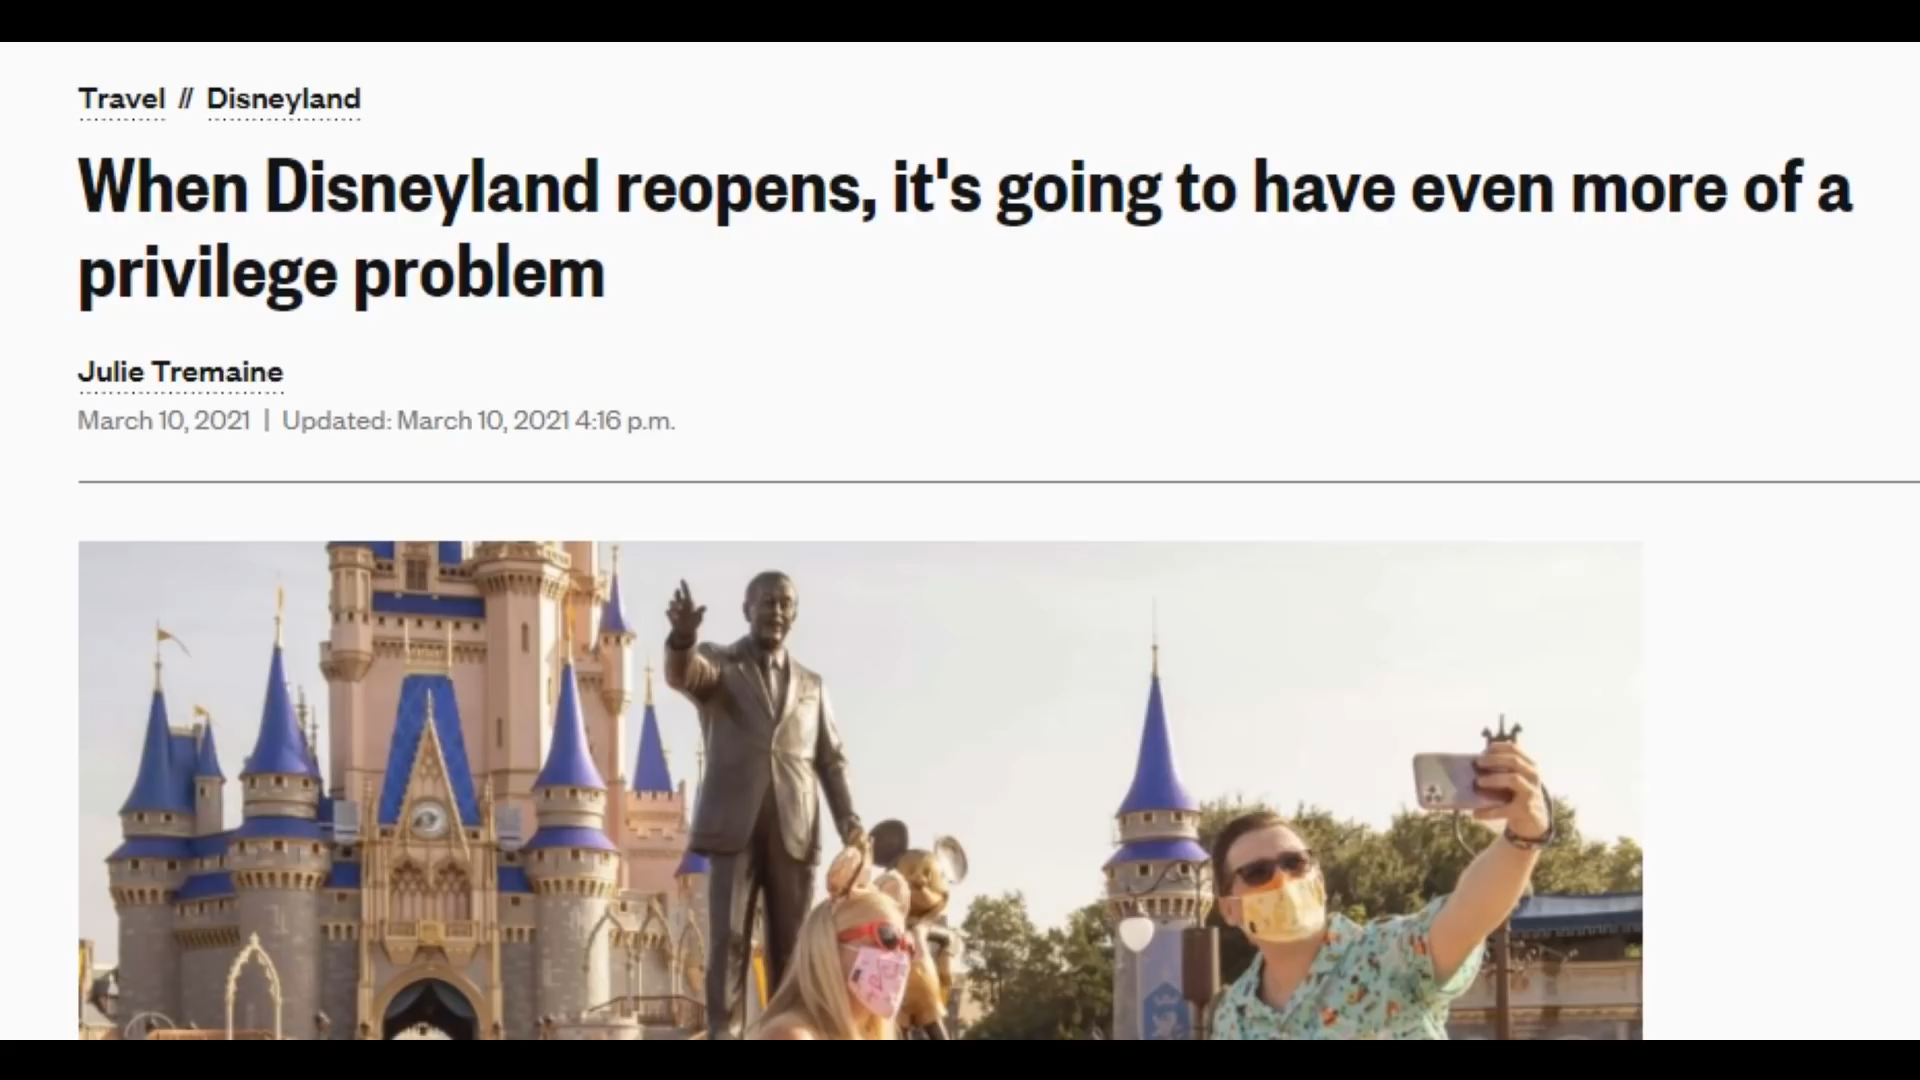 Travel // Disneyland
When Disneyland reopens, it's going to have even more of a
privilege problem
Julie Tremaine
March 10, 2021 | Updated: March 10, 2021 4:16 p.m.